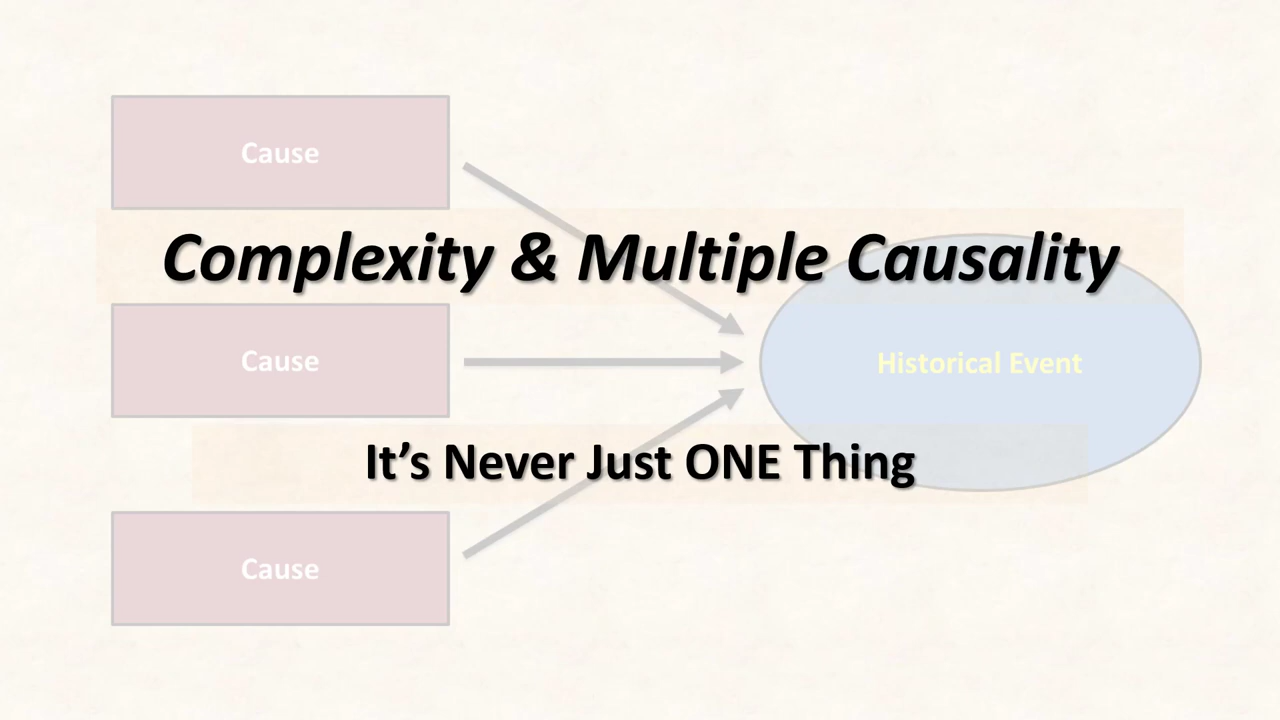 Cause
Complexity & Multiple Causality
Cause
Historical Event
It’s Never Just ONE Thing
Cause